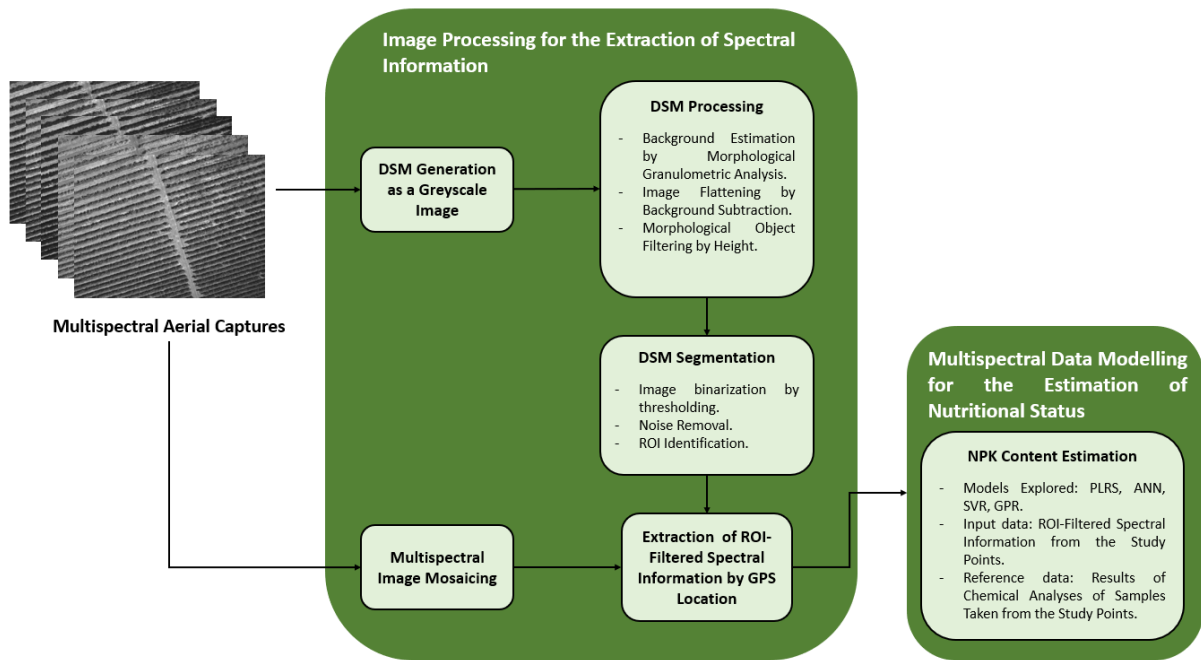 Image Processing for the Extraction of Spectral
Information
Multispectral Aerial Captures
DSM Generation
as a Greyscale
Image
DSM Processing
- Background Estimation
by Morphological
Granulometric Analysis.
- Image Flattening by
Background Subtraction.
- Morphological Object
Filtering by Height.
DSM Segmentation
- Image binarization by
thresholding.
- Noise Removal.
- ROI Identification.
Multispectral
Image Mosaicing
Extraction of ROI-
Filtered Spectral
Information by GPS
Location
Multispectral Data Modelling
for the Estimation of
Nutritional Status
NPK Content Estimation
- Models Explored: PLRS, ANN,
SVR, GPR.
- Input data: ROI-Filtered Spectral
Information from the Study
Points.
- Reference data: Results of
Chemical Analyses of Samples
Taken from the Study Points.